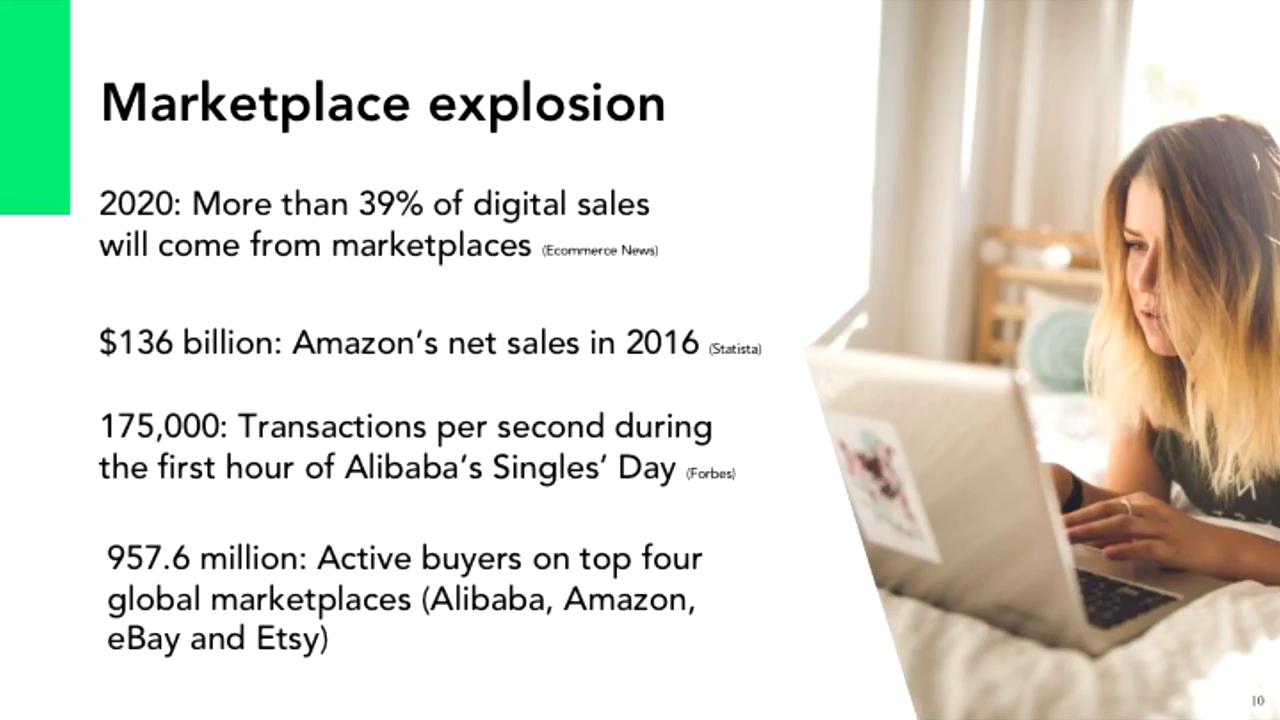 Marketplace explosion
2020: More than 39% of digital sales
will come from marketplaces (Ecommerce News)
$136 billion: Amazon’s net sales in 2016 (Statista)
175,000: Transactions per second during
the first hour of Alibaba’s Singles’ Day (Forbes)
957.6 million: Active buyers on top four
global marketplaces (Alibaba, Amazon,
eBay and Etsy)
10